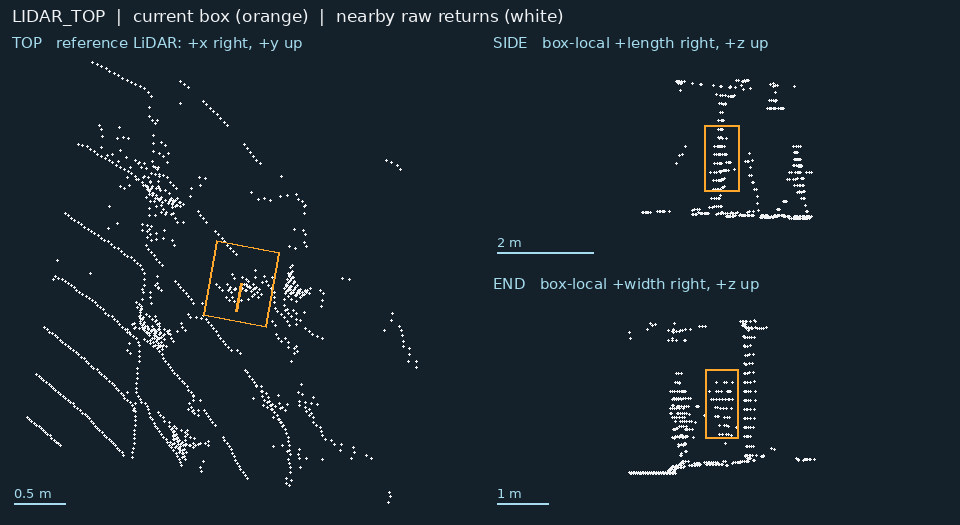 LIDAR_TOP | current box (orange) | nearby raw returns (white)
TOP reference LiDAR: +x right, +y up
SIDE box-local +length right, +z up
2 m
END box-local +width right, +z up
0.5 m
1 m